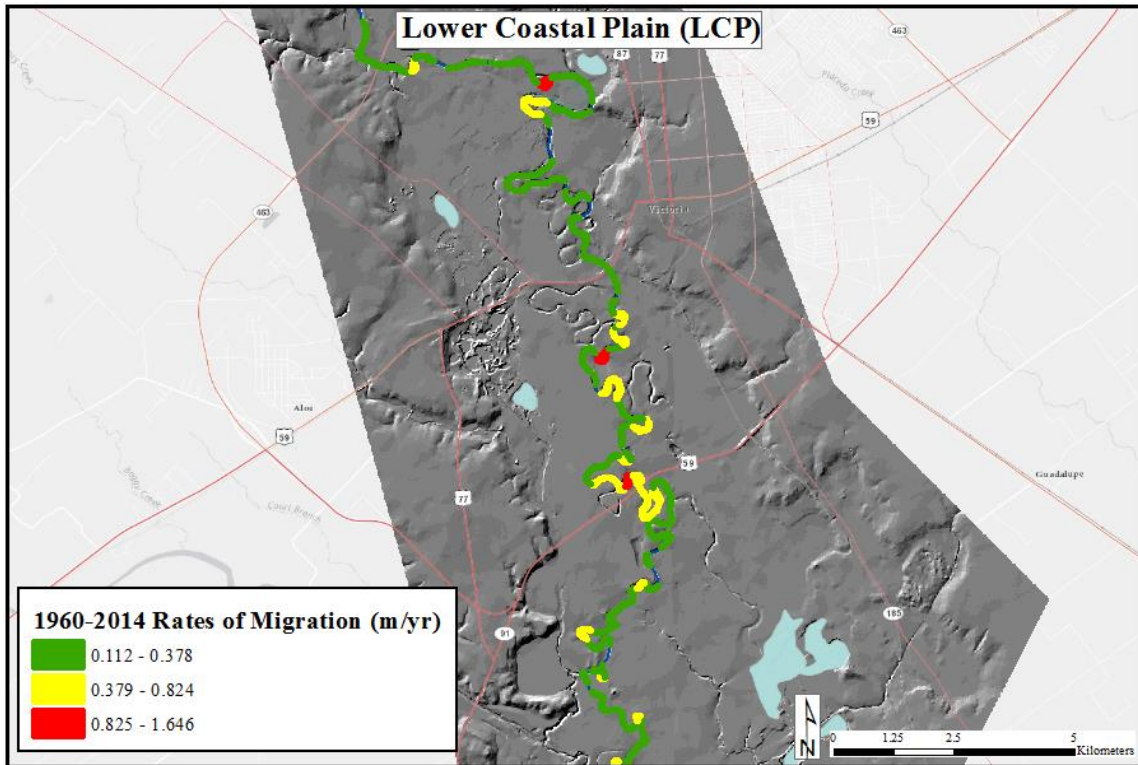 Lower Coastal Plain (LCP)
463
87
77
Placedo Creek
59
463
Victoria
Aloe
59
59
Guadalupe
77
185
91
1960-2014 Rates of Migration (m/yr)
0.112 - 0.378
0.379 - 0.824
0.825 - 1.646
N
0 1.25 2.5 5
Kilometers